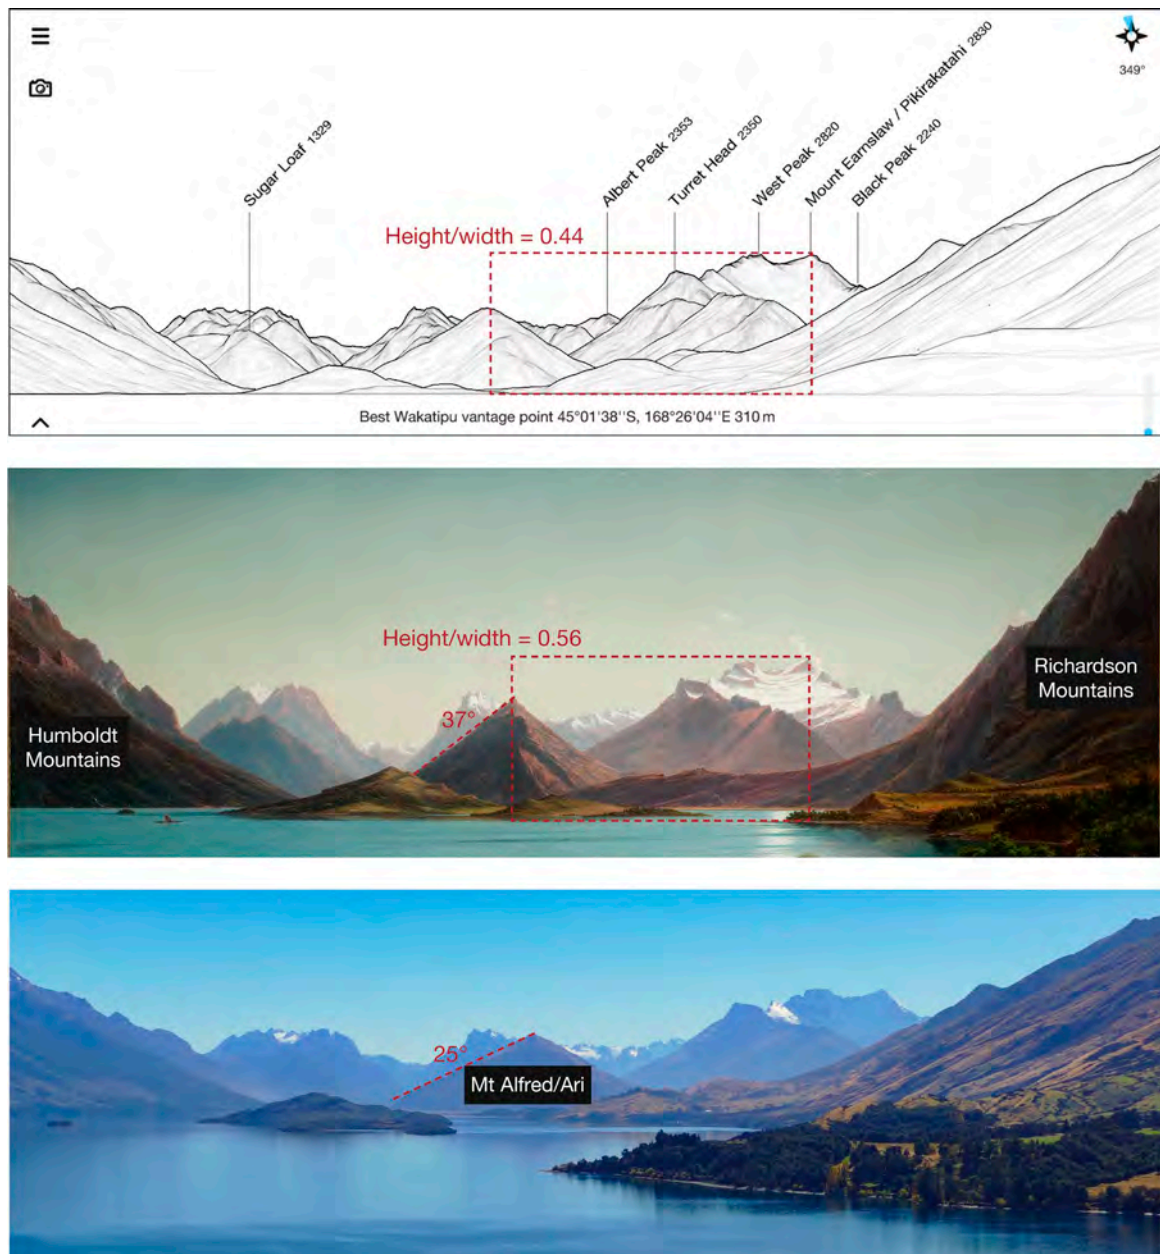 349°
Sugar Loaf 1329
Albert Peak 2353
Turret Head 2350
West Peak 2820
Mount Earnslaw / Pikirakatahi 2830
Black Peak 2240
Height/width = 0.44
Best Wakatipu vantage point 45°01'38''S, 168°26'04''E 310 m
Height/width = 0.56
37°
Humboldt
Mountains
Richardson
Mountains
25°
Mt Alfred/Ari